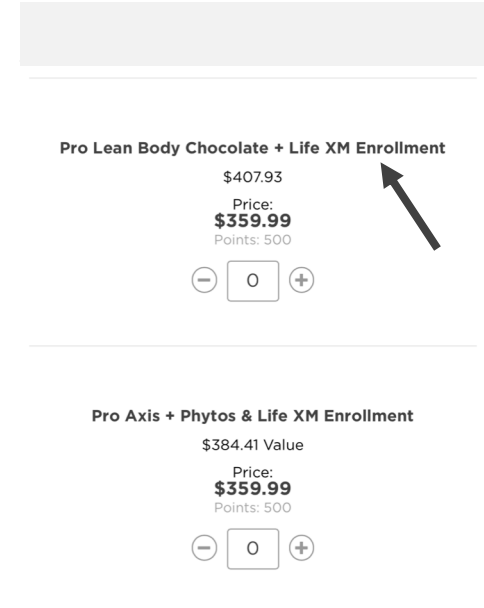 Pro Lean Body Chocolate + Life XM Enrollment
$407.93
Price:
$359.99
Points: 500
0
Pro Axis + Phytos & Life XM Enrollment
$384.41 Value
Price:
$359.99
Points: 500
0